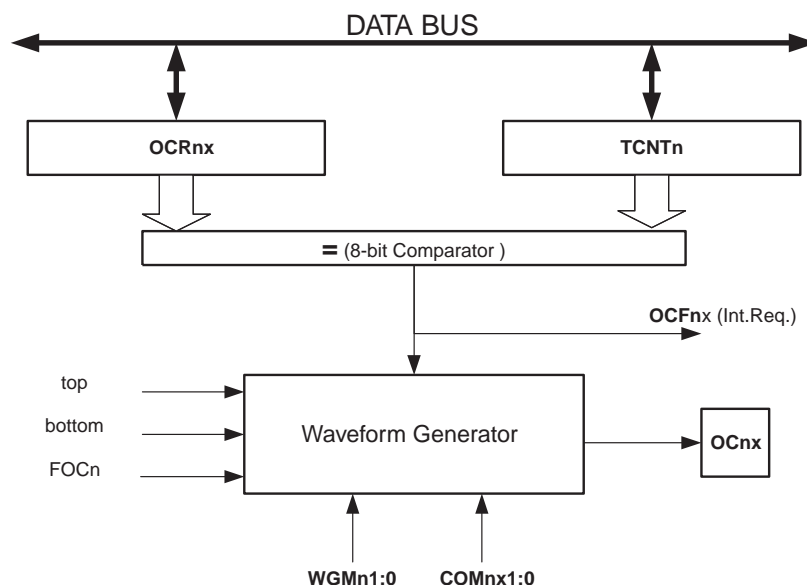 DATA BUS
OCRnx
TCNTn
= (8-bit Comparator )
OCFnx (Int.Req.)
top
bottom
FOCn
Waveform Generator
OCnx
WGMn1:0
COMnx1:0